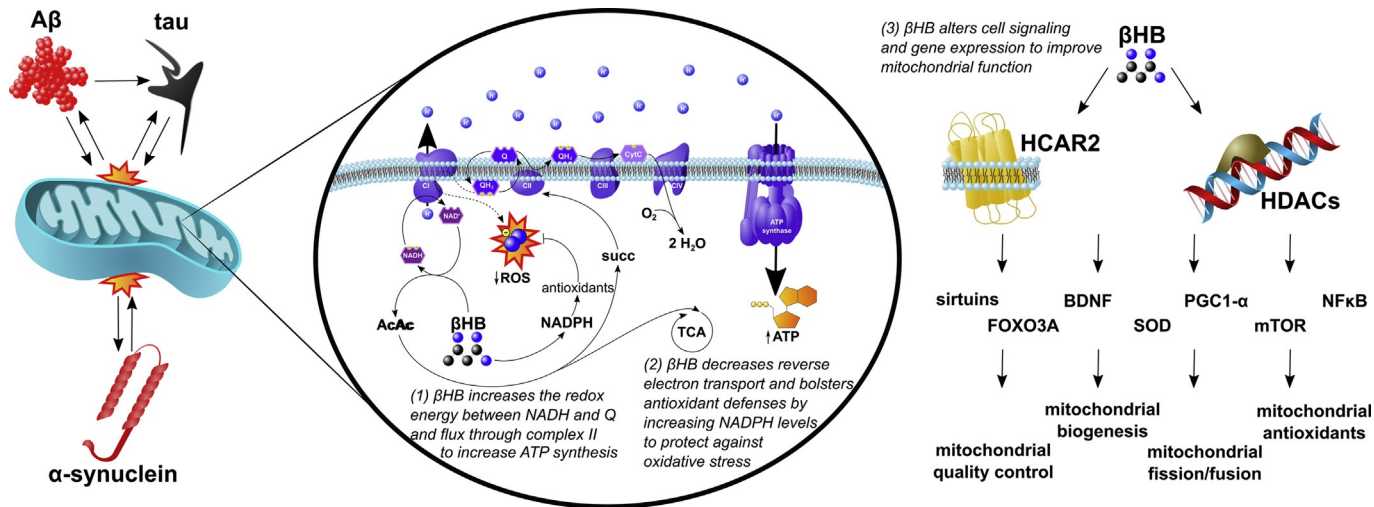 Aβ
tau
α-synuclein
H⁺
H⁺
H⁺
H⁺
H⁺
H⁺
H⁺
H⁺
H⁺
H⁺
H⁺
H⁺
Q
QH₂
CytC
CI
QH₂
CII
CIII
CIV
H⁺
NAD⁺
NADH
O₂
2 H₂O
ATP
synthase
↓ROS
succ
antioxidants
NADPH
AcAc
βHB
TCA
↑ATP
(1) βHB increases the redox
energy between NADH and Q
and flux through complex II
to increase ATP synthesis
(2) βHB decreases reverse
electron transport and bolsters
antioxidant defenses by
increasing NADPH levels
to protect against
oxidative stress
(3) βHB alters cell signaling
and gene expression to improve
mitochondrial function
βHB
HCAR2
HDACs
sirtuins
BDNF
PGC1-α
NFκB
FOXO3A
SOD
mTOR
mitochondrial
biogenesis
mitochondrial
antioxidants
mitochondrial
quality control
mitochondrial
fission/fusion